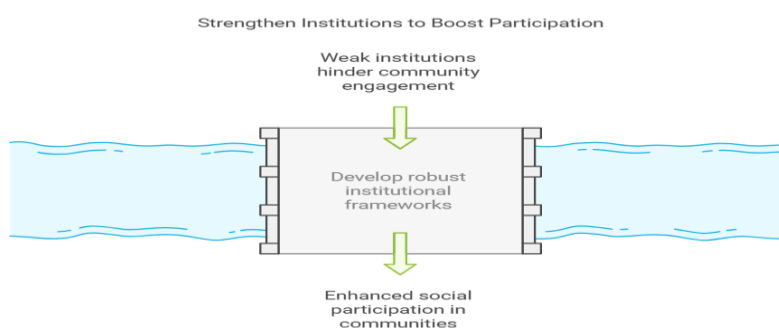 Strengthen Institutions to Boost Participation
Weak institutions
hinder community
engagement
Develop robust
institutional
frameworks
Enhanced social
participation in
communities